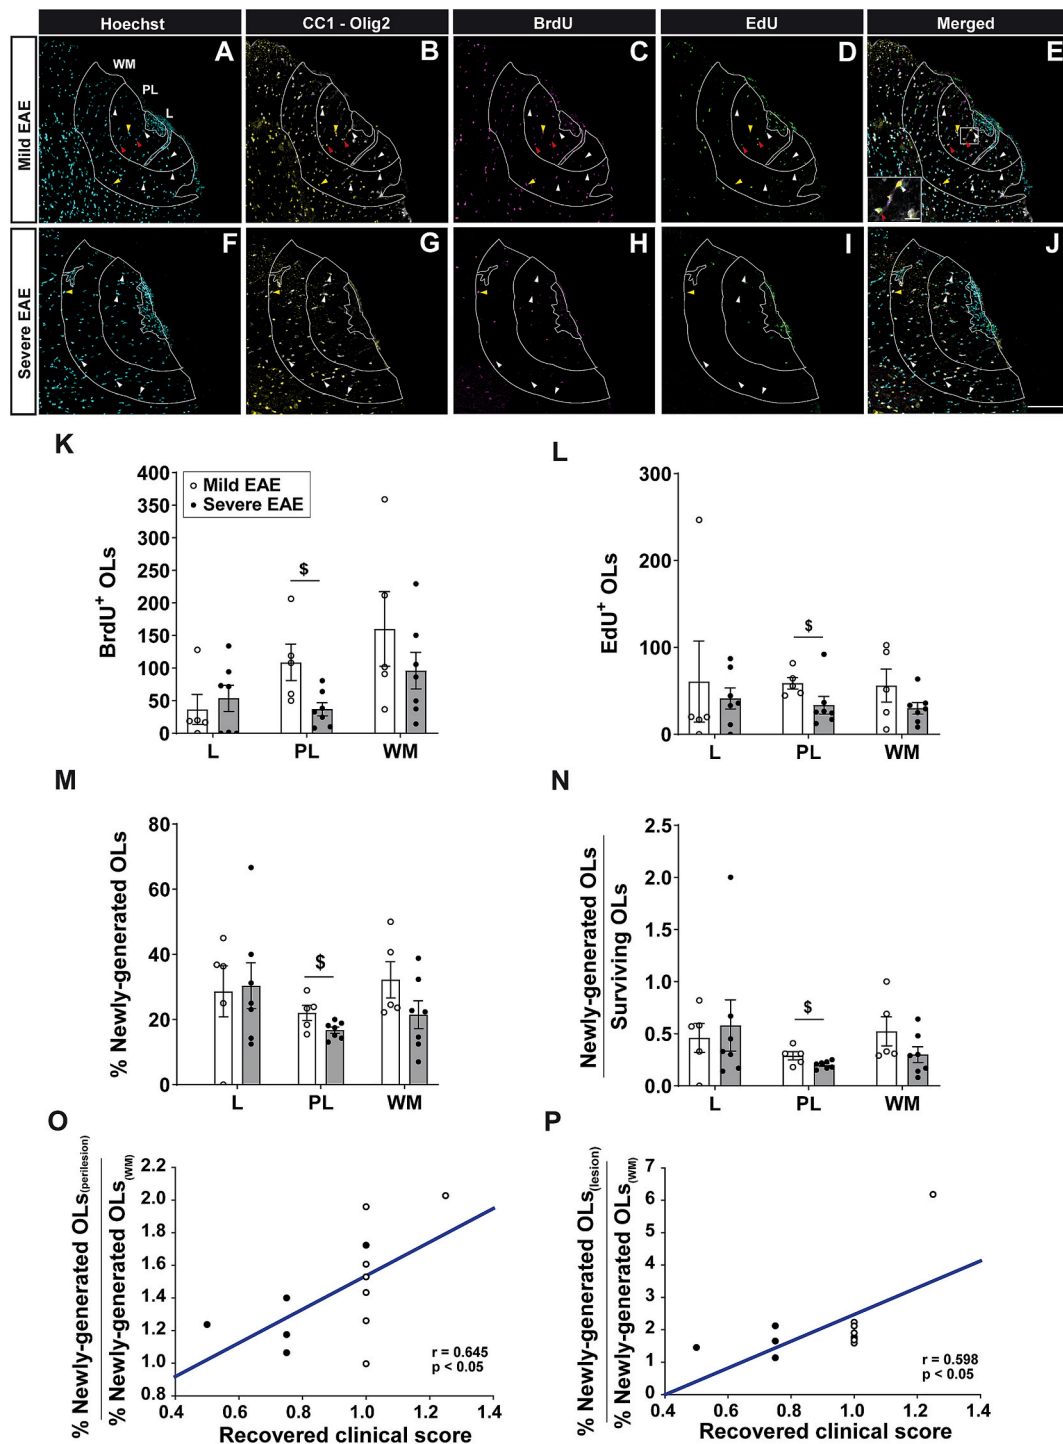 Hoechst
CC1 - Olig2
BrdU
EdU
Merged
Mild EAE
A
WM
PL
L
B
C
D
E
Severe EAE
F
G
H
I
J
K
BrdU+ OLs
400
350
300
250
200
150
100
50
0
Mild EAE
Severe EAE
$
L
PL
WM
L
EdU+ OLs
300
200
100
0
$
L
PL
WM
M
% Newly-generated OLs
80
60
40
20
0
$
L
PL
WM
N
Newly-generated OLs
Surviving OLs
2.5
2.0
1.5
1.0
0.5
0.0
$
L
PL
WM
O
% Newly-generated OLs(perilesion)
% Newly-generated OLs(WM)
2.2
2.0
1.8
1.6
1.4
1.2
1.0
0.8
r = 0.645
p < 0.05
0.4
0.6
0.8
1.0
1.2
1.4
Recovered clinical score
P
% Newly-generated OLs(lesion)
% Newly-generated OLs(WM)
7
6
5
4
3
2
1
0
r = 0.598
p < 0.05
0.4
0.6
0.8
1.0
1.2
1.4
Recovered clinical score